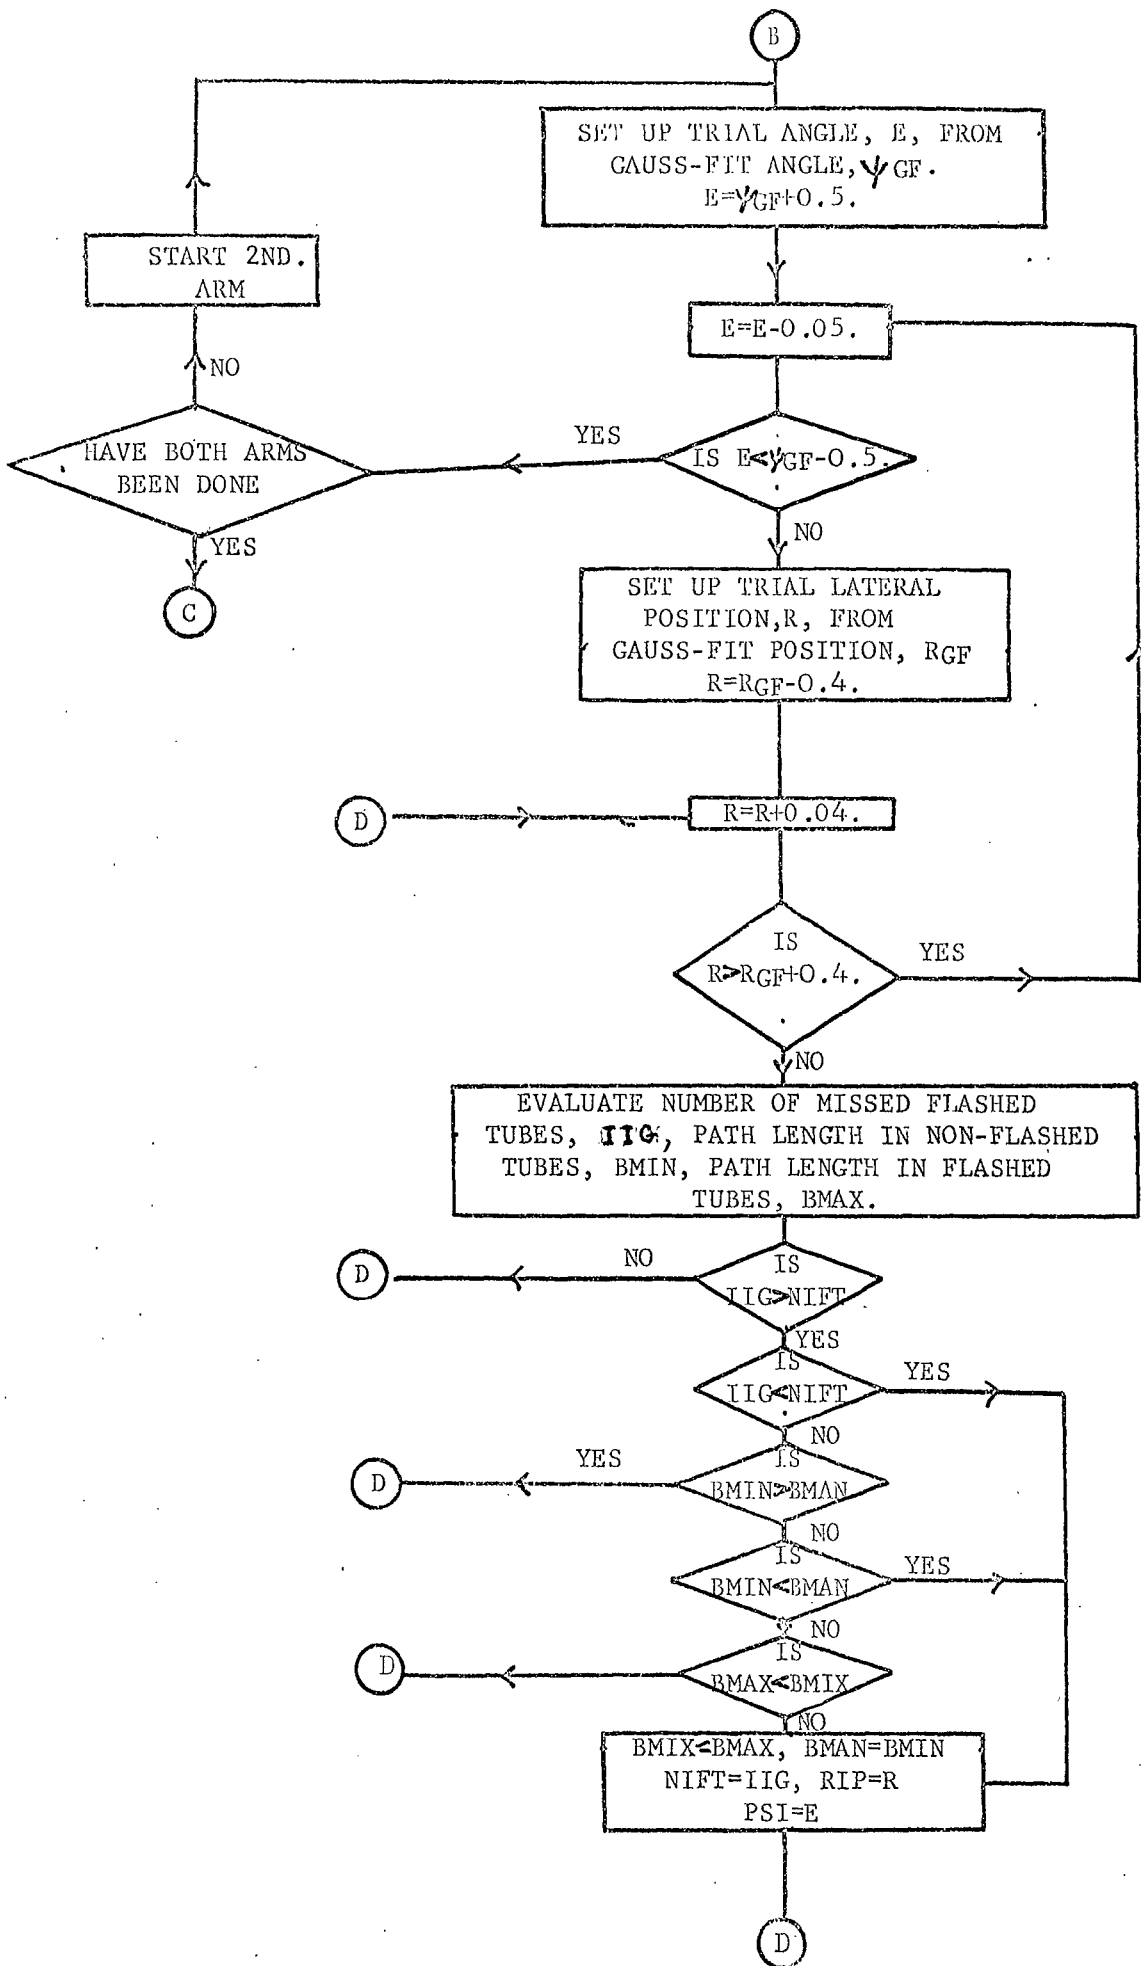 B
SET UP TRIAL ANGLE, E, FROM
GAUSS-FIT ANGLE, ψGF.
E=ψGF+0.5.
START 2ND.
ARM
E=E-0.05.
NO
HAVE BOTH ARMS
BEEN DONE
YES
IS E<ψGF-0.5.
YES
NO
C
SET UP TRIAL LATERAL
POSITION,R, FROM
GAUSS-FIT POSITION, RGF
R=RGF-0.4.
D
R=R+0.04.
IS
R>RGF+0.4.
YES
NO
EVALUATE NUMBER OF MISSED FLASHED
TUBES, IIG, PATH LENGTH IN NON-FLASHED
TUBES, BMIN, PATH LENGTH IN FLASHED
TUBES, BMAX.
D
NO
IS
IIG>NIFT
YES
IS
IIG<NIFT
YES
NO
D
YES
IS
BMIN>BMAN
NO
IS
BMIN<BMAN
YES
NO
D
IS
BMAX<BMIX
NO
BMIX=BMAX, BMAN=BMIN
NIFT=IIG, RIP=R
PSI=E
D